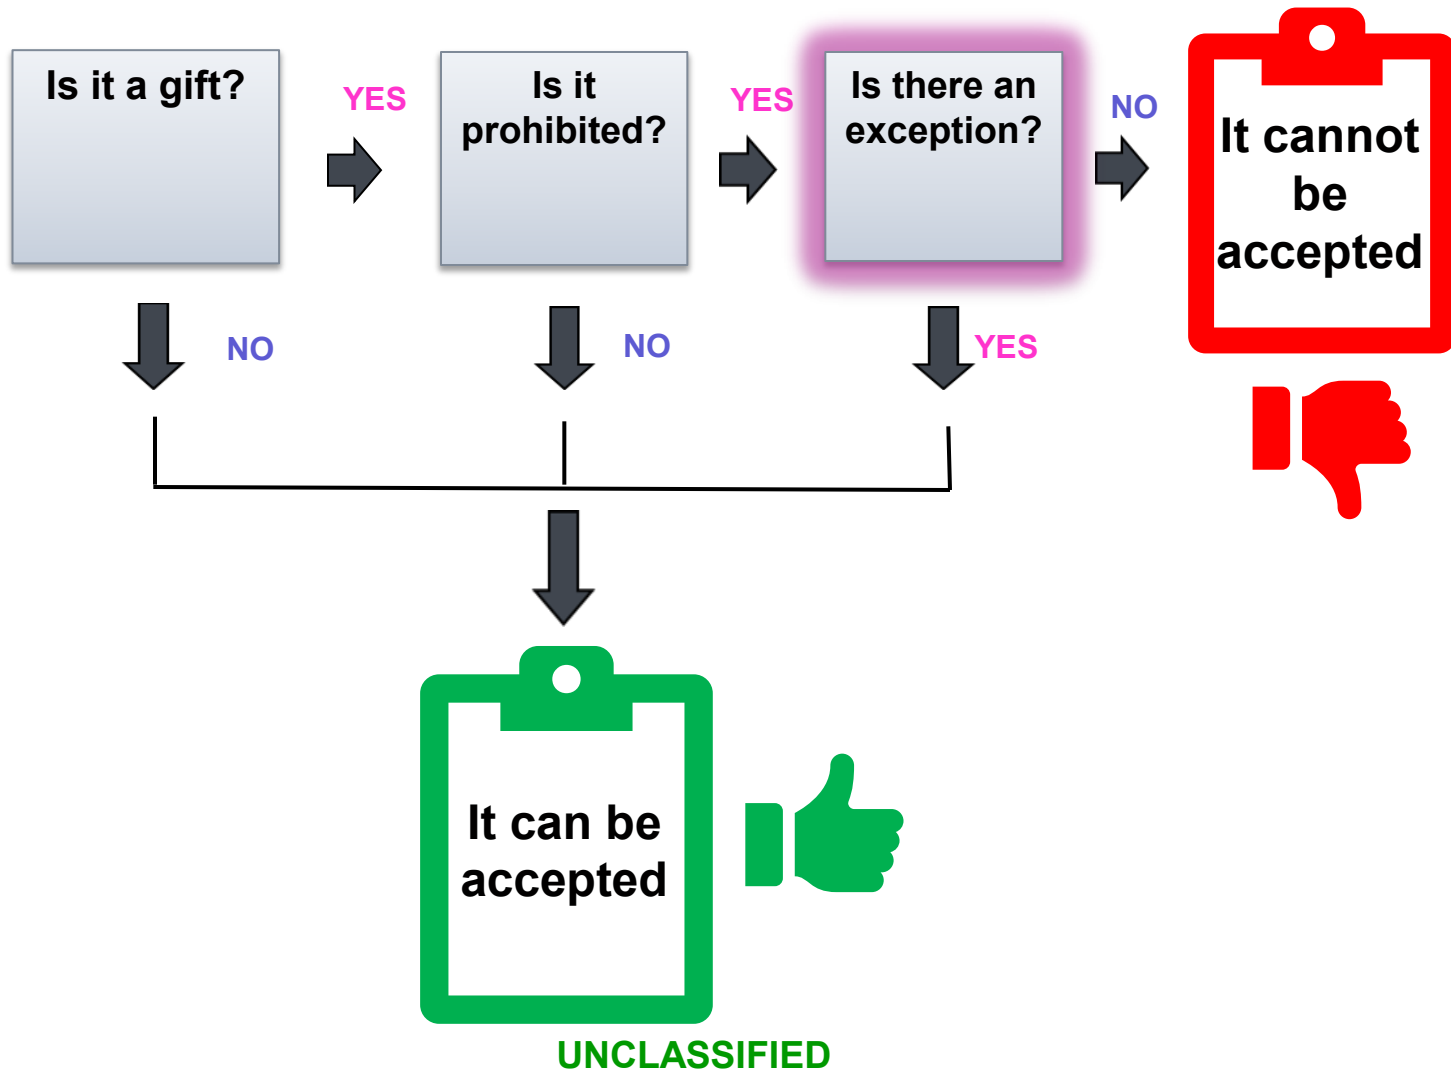 Is it a gift?
YES
Is it
prohibited?
YES
Is there an
exception?
NO
It cannot
be
accepted
NO
NO
YES
It can be
accepted
UNCLASSIFIED